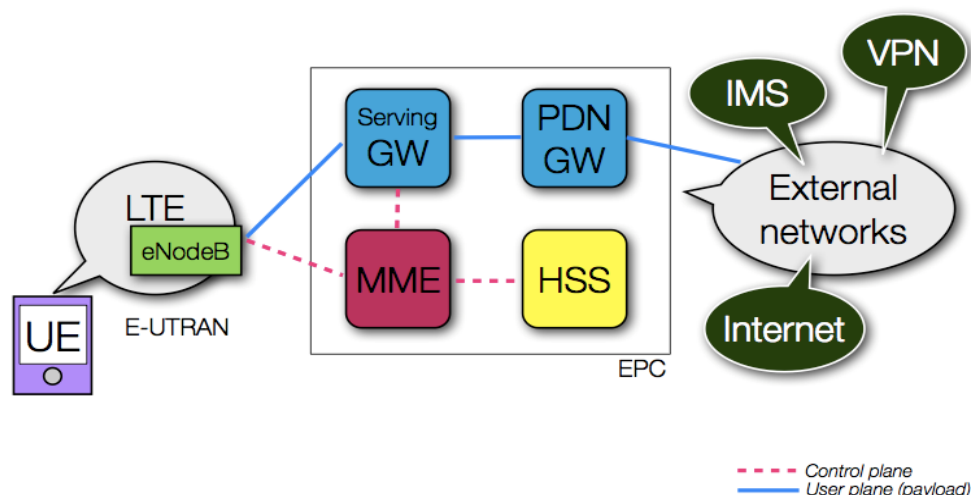 VPN
IMS
Serving
GW
PDN
GW
External
networks
LTE
eNodeB
MME
HSS
UE
E-UTRAN
Internet
EPC
Control plane
User plane (payload)